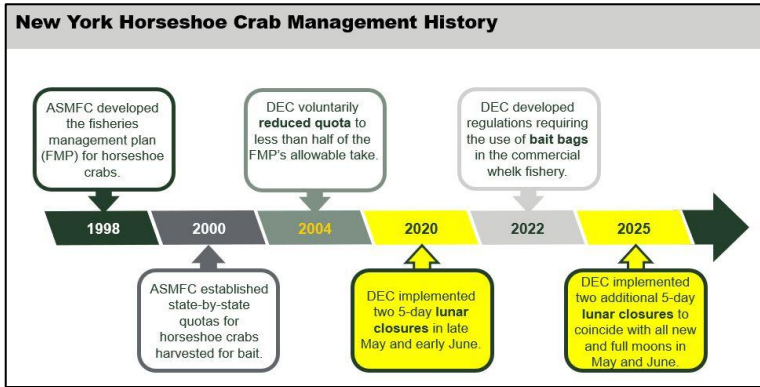 New York Horseshoe Crab Management History
ASMFC developed
the fisheries
management plan
(FMP) for horseshoe
crabs.
DEC voluntarily
reduced quota to
less than half of the
FMP's allowable take.
DEC developed
regulations requiring
the use of bait bags
in the commercial
whelk fishery.
1998
2000
2004
2020
2022
2025
ASMFC established
state-by-state
quotas for
horseshoe crabs
harvested for bait.
DEC implemented
two 5-day lunar
closures in late
May and early June.
DEC implemented
two additional 5-day
lunar closures to
coincide with all new
and full moons in
May and June.